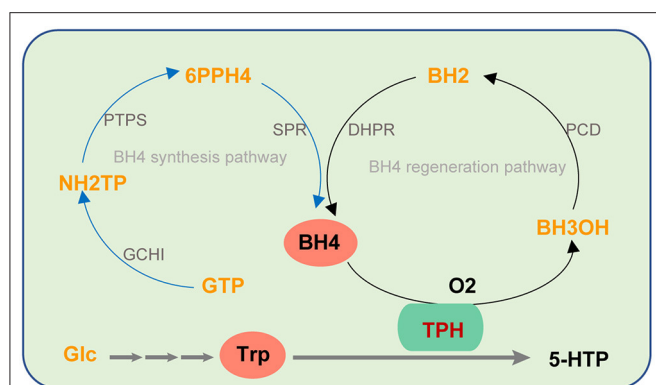 6PPH4
BH2
PTPS
SPR
DHPR
PCD
BH4 synthesis pathway
BH4 regeneration pathway
NH2TP
BH4
BH3OH
GCHI
GTP
O2
TPH
Glc
Trp
5-HTP